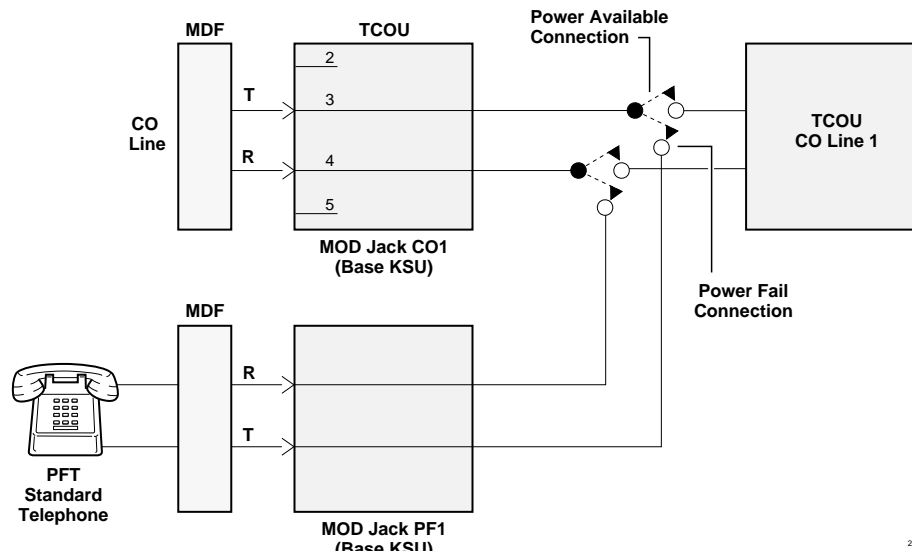 MDF
TCOU
Power Available
Connection
2
T
3
CO
Line
R
4
5
TCOU
CO Line 1
MOD Jack CO1
(Base KSU)
Power Fail
Connection
MDF
R
T
PFT
Standard
Telephone
MOD Jack PF1
(Base KSU)
2